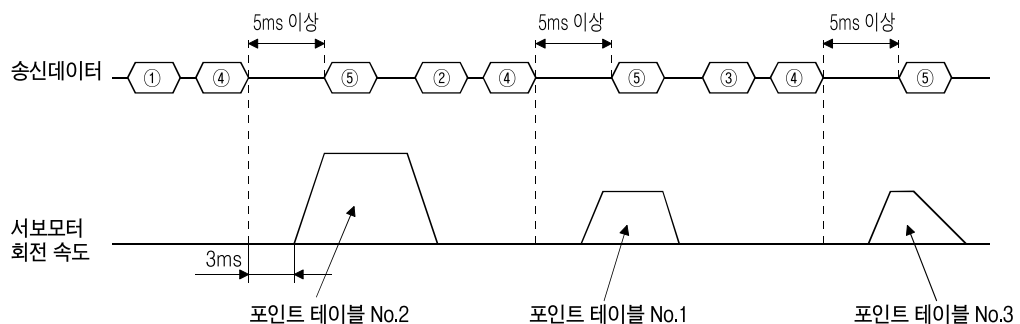 5ms 이상 5ms 이상 5ms 이상
송신데이터 ① ④ ⑤ ② ④ ⑤ ③ ④ ⑤
서보모터
회전 속도
3ms
포인트 테이블 No.2 포인트 테이블 No.1 포인트 테이블 No.3